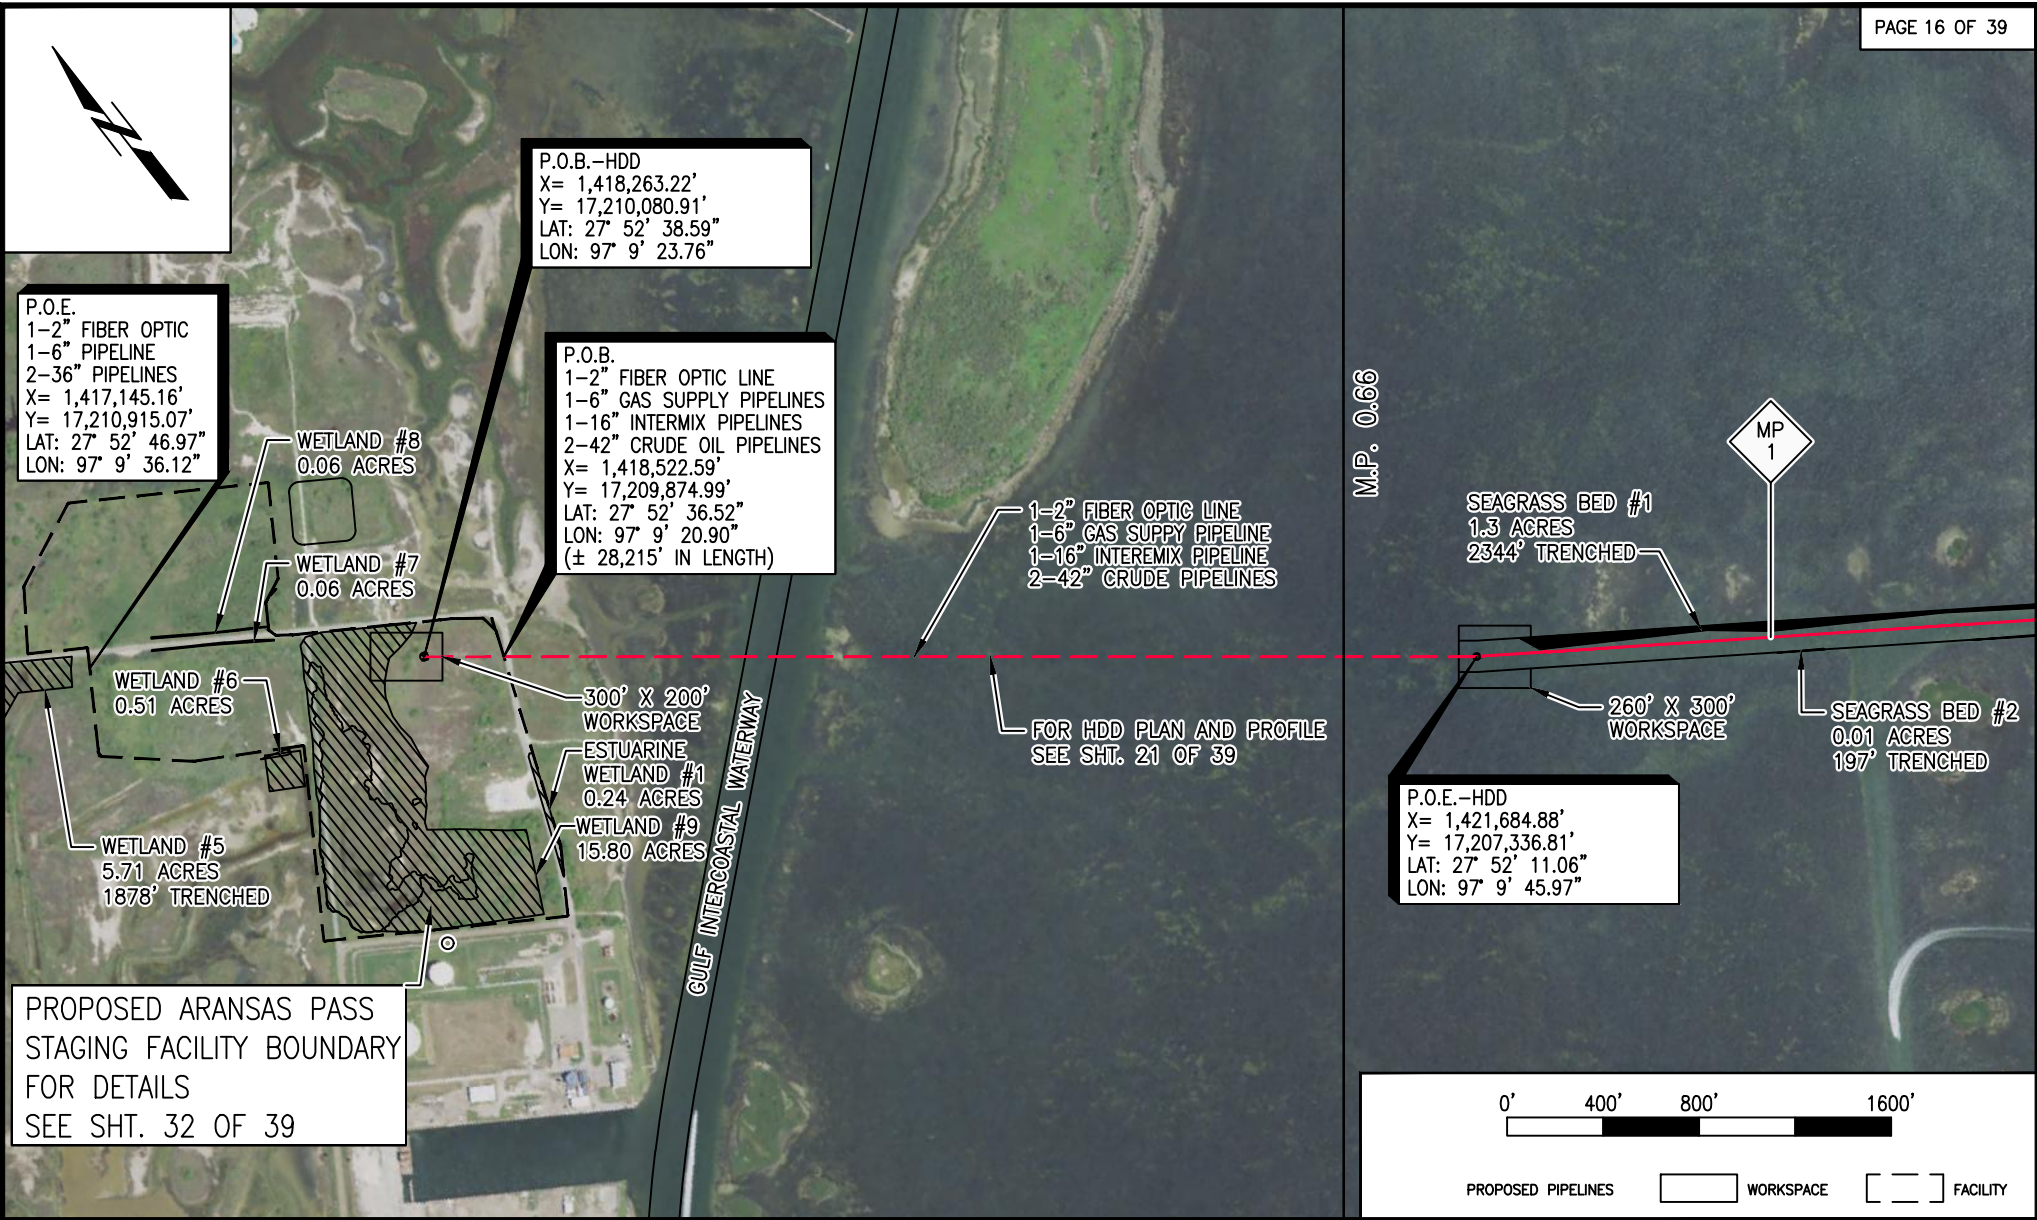 PAGE 16 OF 39
P.O.B.-HDD
X= 1,418,263.22'
Y= 17,210,080.91'
LAT: 27° 52' 38.59"
LON: 97° 9' 23.76"
P.O.E.
1-2" FIBER OPTIC
1-6" PIPELINE
2-36" PIPELINES
X= 1,417,145.16'
Y= 17,210,915.07'
LAT: 27° 52' 46.97"
LON: 97° 9' 36.12"
P.O.B.
1-2" FIBER OPTIC LINE
1-6" GAS SUPPLY PIPELINES
1-16" INTERMIX PIPELINES
2-42" CRUDE OIL PIPELINES
X= 1,418,522.59'
Y= 17,209,874.99'
LAT: 27° 52' 36.52"
LON: 97° 9' 20.90"
(± 28,215' IN LENGTH)
WETLAND #8
0.06 ACRES
WETLAND #7
0.06 ACRES
M.P. 0.66
MP
1
1-2" FIBER OPTIC LINE
1-6" GAS SUPPY PIPELINE
1-16" INTEREMIX PIPELINE
2-42" CRUDE PIPELINES
SEAGRASS BED #1
1.3 ACRES
2344' TRENCHED
WETLAND #6
0.51 ACRES
300' X 200'
WORKSPACE
ESTUARINE
WETLAND #1
0.24 ACRES
WETLAND #9
15.80 ACRES
GULF INTERCOASTAL WATERWAY
FOR HDD PLAN AND PROFILE
SEE SHT. 21 OF 39
260' X 300'
WORKSPACE
SEAGRASS BED #2
0.01 ACRES
197' TRENCHED
P.O.E.-HDD
X= 1,421,684.88'
Y= 17,207,336.81'
LAT: 27° 52' 11.06"
LON: 97° 9' 45.97"
WETLAND #5
5.71 ACRES
1878' TRENCHED
PROPOSED ARANSAS PASS
STAGING FACILITY BOUNDARY
FOR DETAILS
SEE SHT. 32 OF 39
0' 400' 800' 1600'
PROPOSED PIPELINES WORKSPACE FACILITY